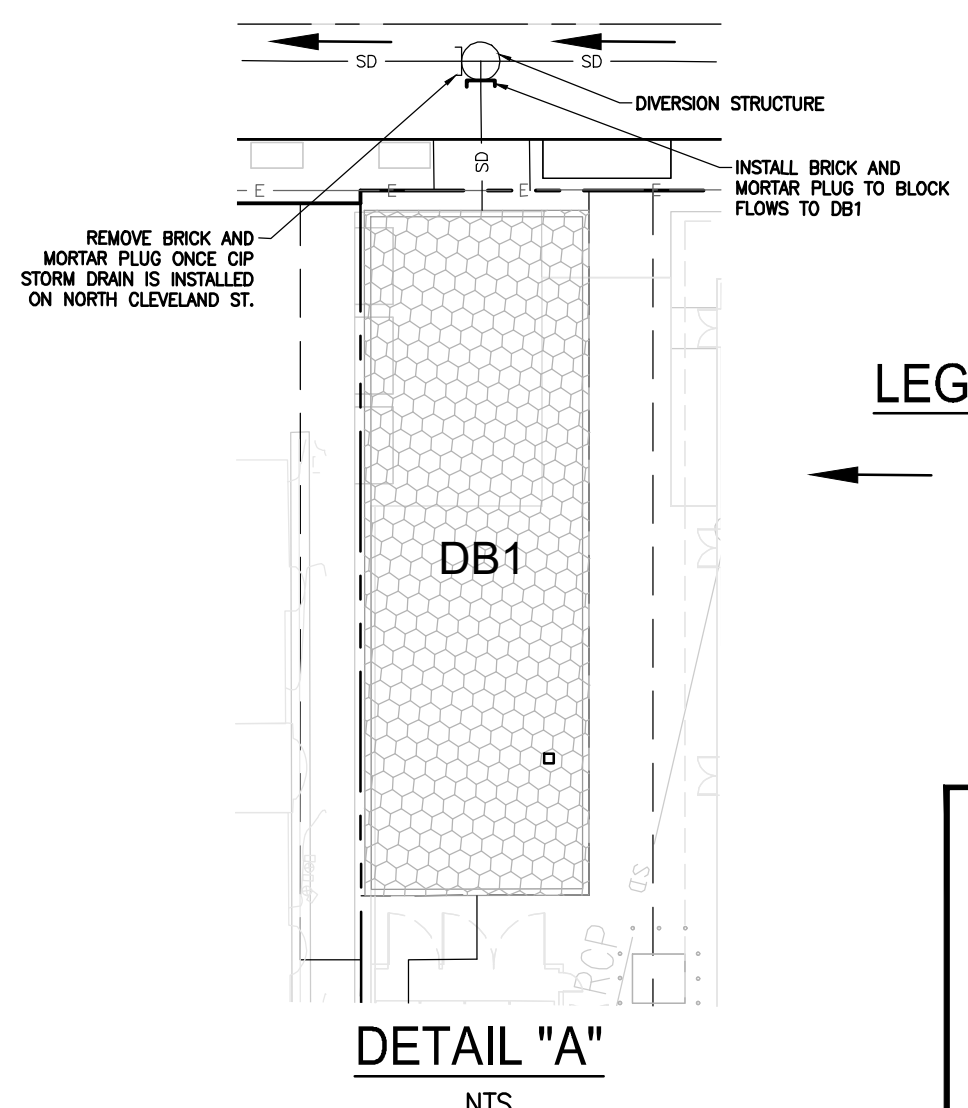 SD
SD
DIVERSION STRUCTURE
SD
INSTALL BRICK AND
MORTAR PLUG TO BLOCK
FLOWS TO DB1
E
E
E
E
REMOVE BRICK AND
MORTAR PLUG ONCE CIP
STORM DRAIN IS INSTALLED
ON NORTH CLEVELAND ST.
LEG
DB1
SD
RCP
DETAIL "A"
NTS